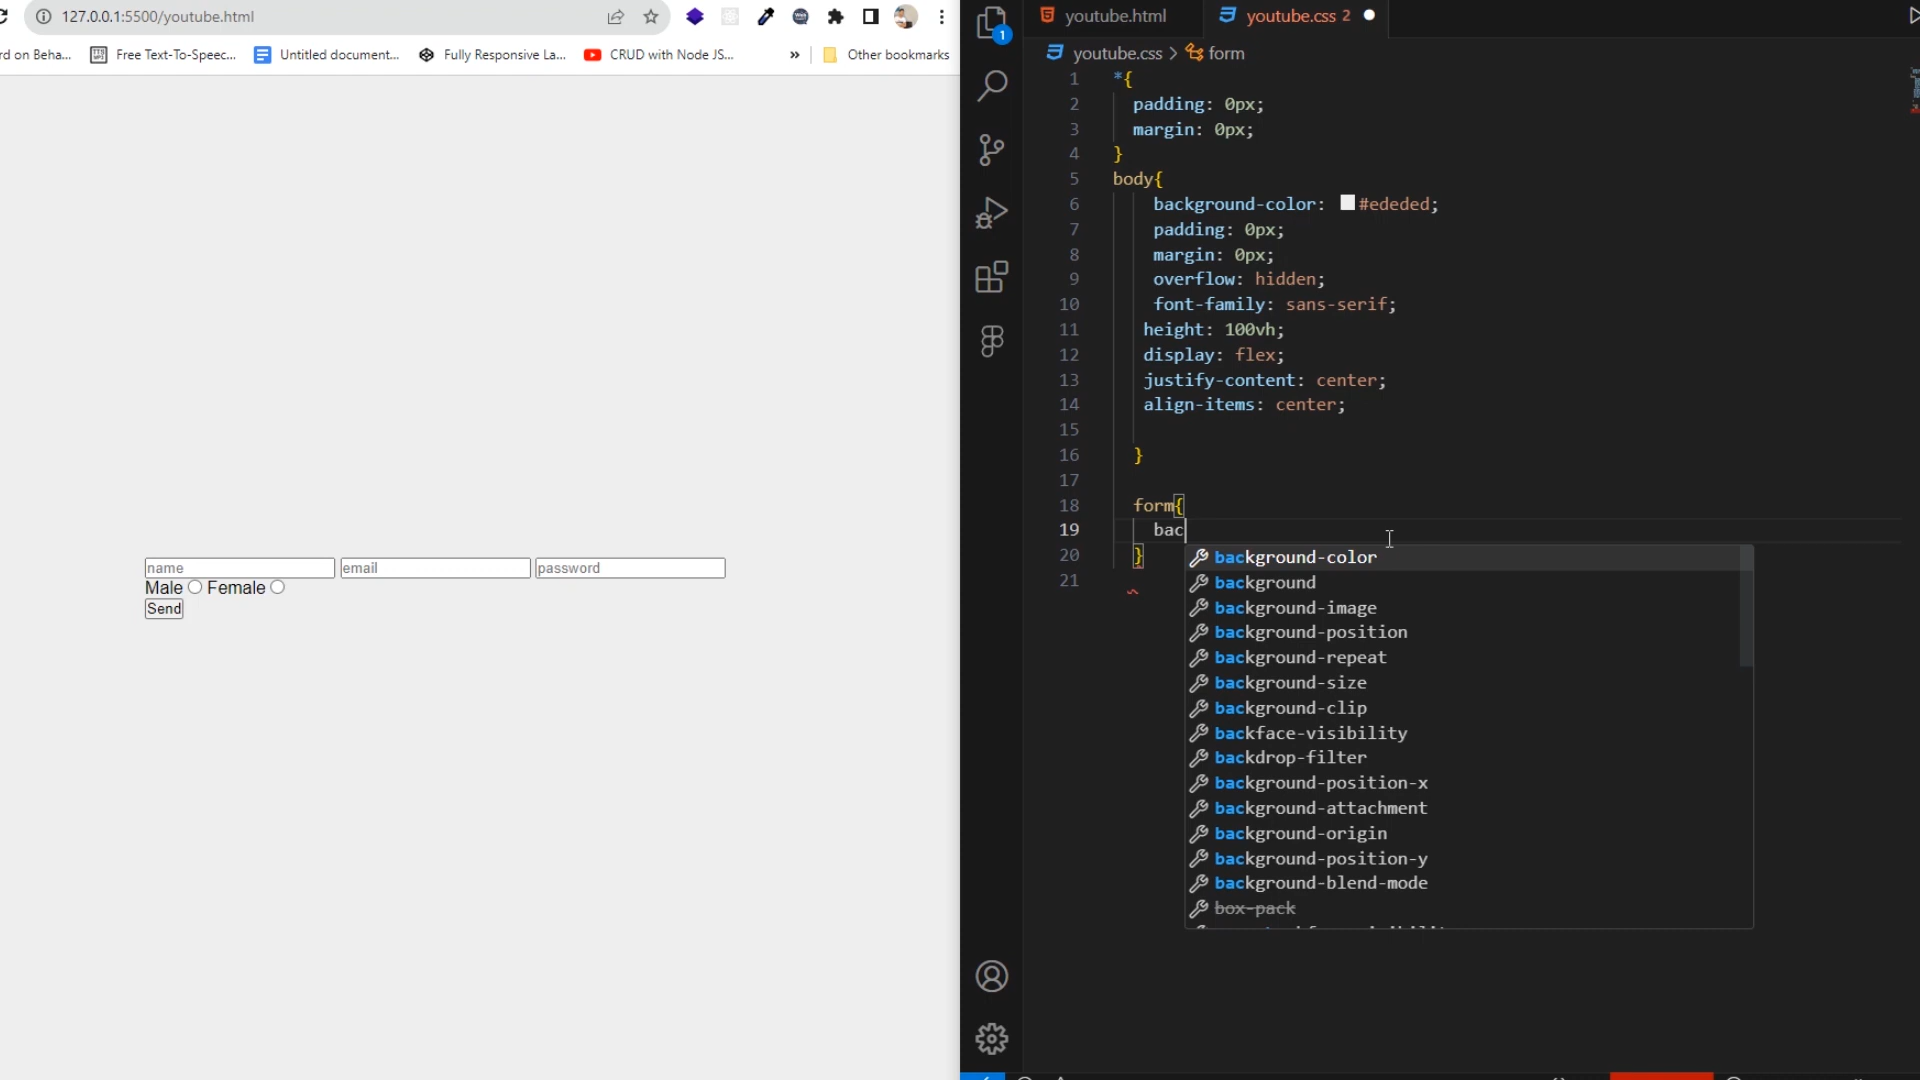 127.0.0.1:5500/youtube.html
rd on Beha...
Free Text-To-Speec...
Untitled document...
Fully Responsive La...
CRUD with Node JS...
»
Other bookmarks
name
email
password
Male
Female
Send
youtube.html
youtube.css 2
1
youtube.css > form
1 *{
2 padding: 0px;
3 margin: 0px;
4 }
5 body{
6 background-color: #ededed;
7 padding: 0px;
8 margin: 0px;
9 overflow: hidden;
10 font-family: sans-serif;
11 height: 100vh;
12 display: flex;
13 justify-content: center;
14 align-items: center;
15
16 }
17
18 form{
19 bac
20 }
21
background-color
background
background-image
background-position
background-repeat
background-size
background-clip
backface-visibility
backdrop-filter
background-position-x
background-attachment
background-origin
background-position-y
background-blend-mode
box-pack